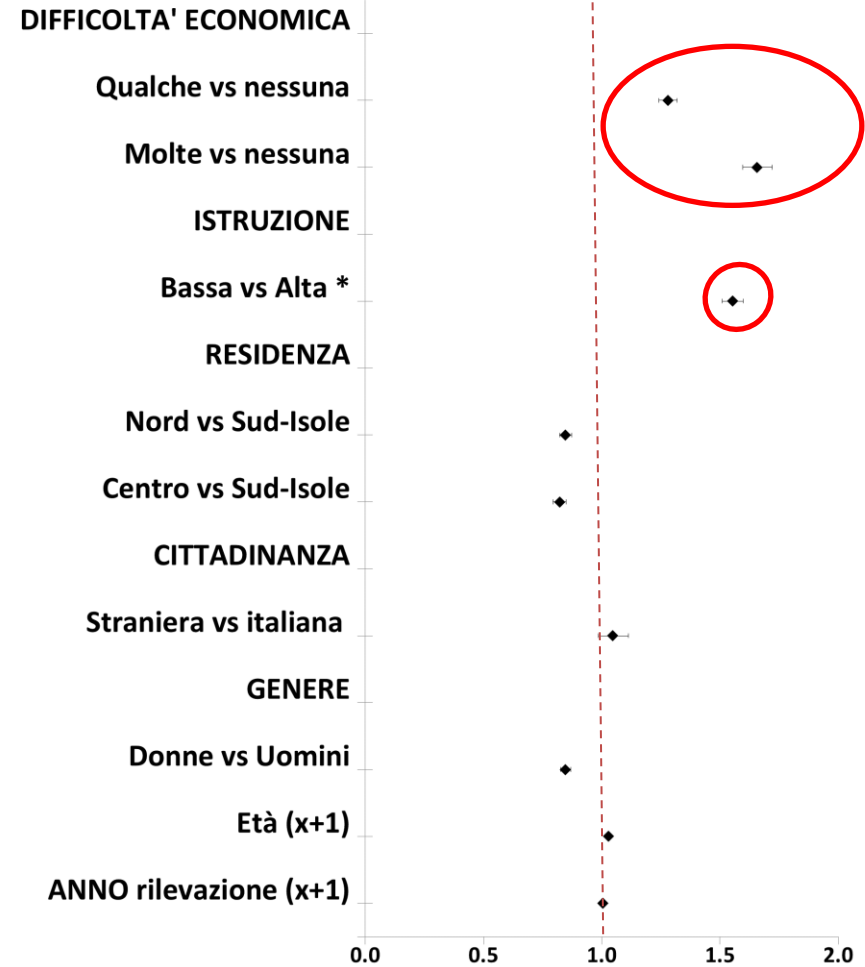 DIFFICOLTA' ECONOMICA
Qualche vs nessuna
Molte vs nessuna
ISTRUZIONE
Bassa vs Alta *
RESIDENZA
Nord vs Sud-Isole
Centro vs Sud-Isole
CITTADINANZA
Straniera vs italiana
GENERE
Donne vs Uomini
Età (x+1)
ANNO rilevazione (x+1)
0.0 0.5 1.0 1.5 2.0